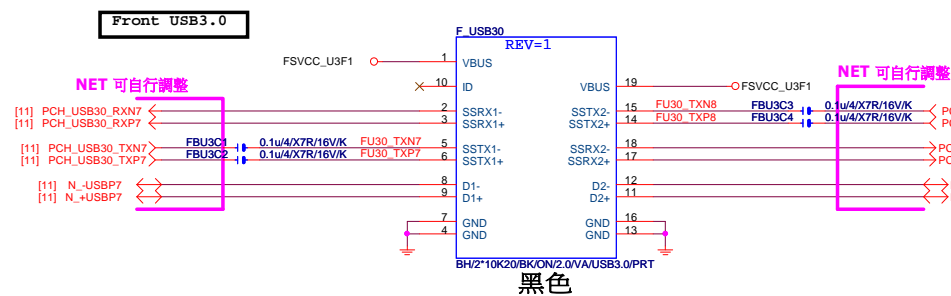 Front USB3.0
F_USB30
REV=1
FSVCC_U3F1
1
VBUS
10
ID
VBUS
19
FSVCC_U3F1
NET 可自行調整
NET 可自行調整
[11] PCH_USB30_RXN7
2
SSRX1-
[11] PCH_USB30_RXP7
3
SSRX1+
SSTX2-
15
FU30_TXN8
FBU3C3
0.1u/4/X7R/16V/K
SSTX2+
14
FU30_TXP8
FBU3C4
0.1u/4/X7R/16V/K
[11] PCH_USB30_TXN7
FBU3C1
0.1u/4/X7R/16V/K
FU30_TXN7
5
SSTX1-
[11] PCH_USB30_TXP7
FBU3C2
0.1u/4/X7R/16V/K
FU30_TXP7
6
SSTX1+
SSRX2-
18
SSRX2+
17
[11] N_-USBP7
8
D1-
[11] N_+USBP7
9
D1+
D2-
12
D2+
11
7
GND
4
GND
GND
16
GND
13
BH/2*10K20/BK/ON/2.0/VA/USB3.0/PRT
黑色